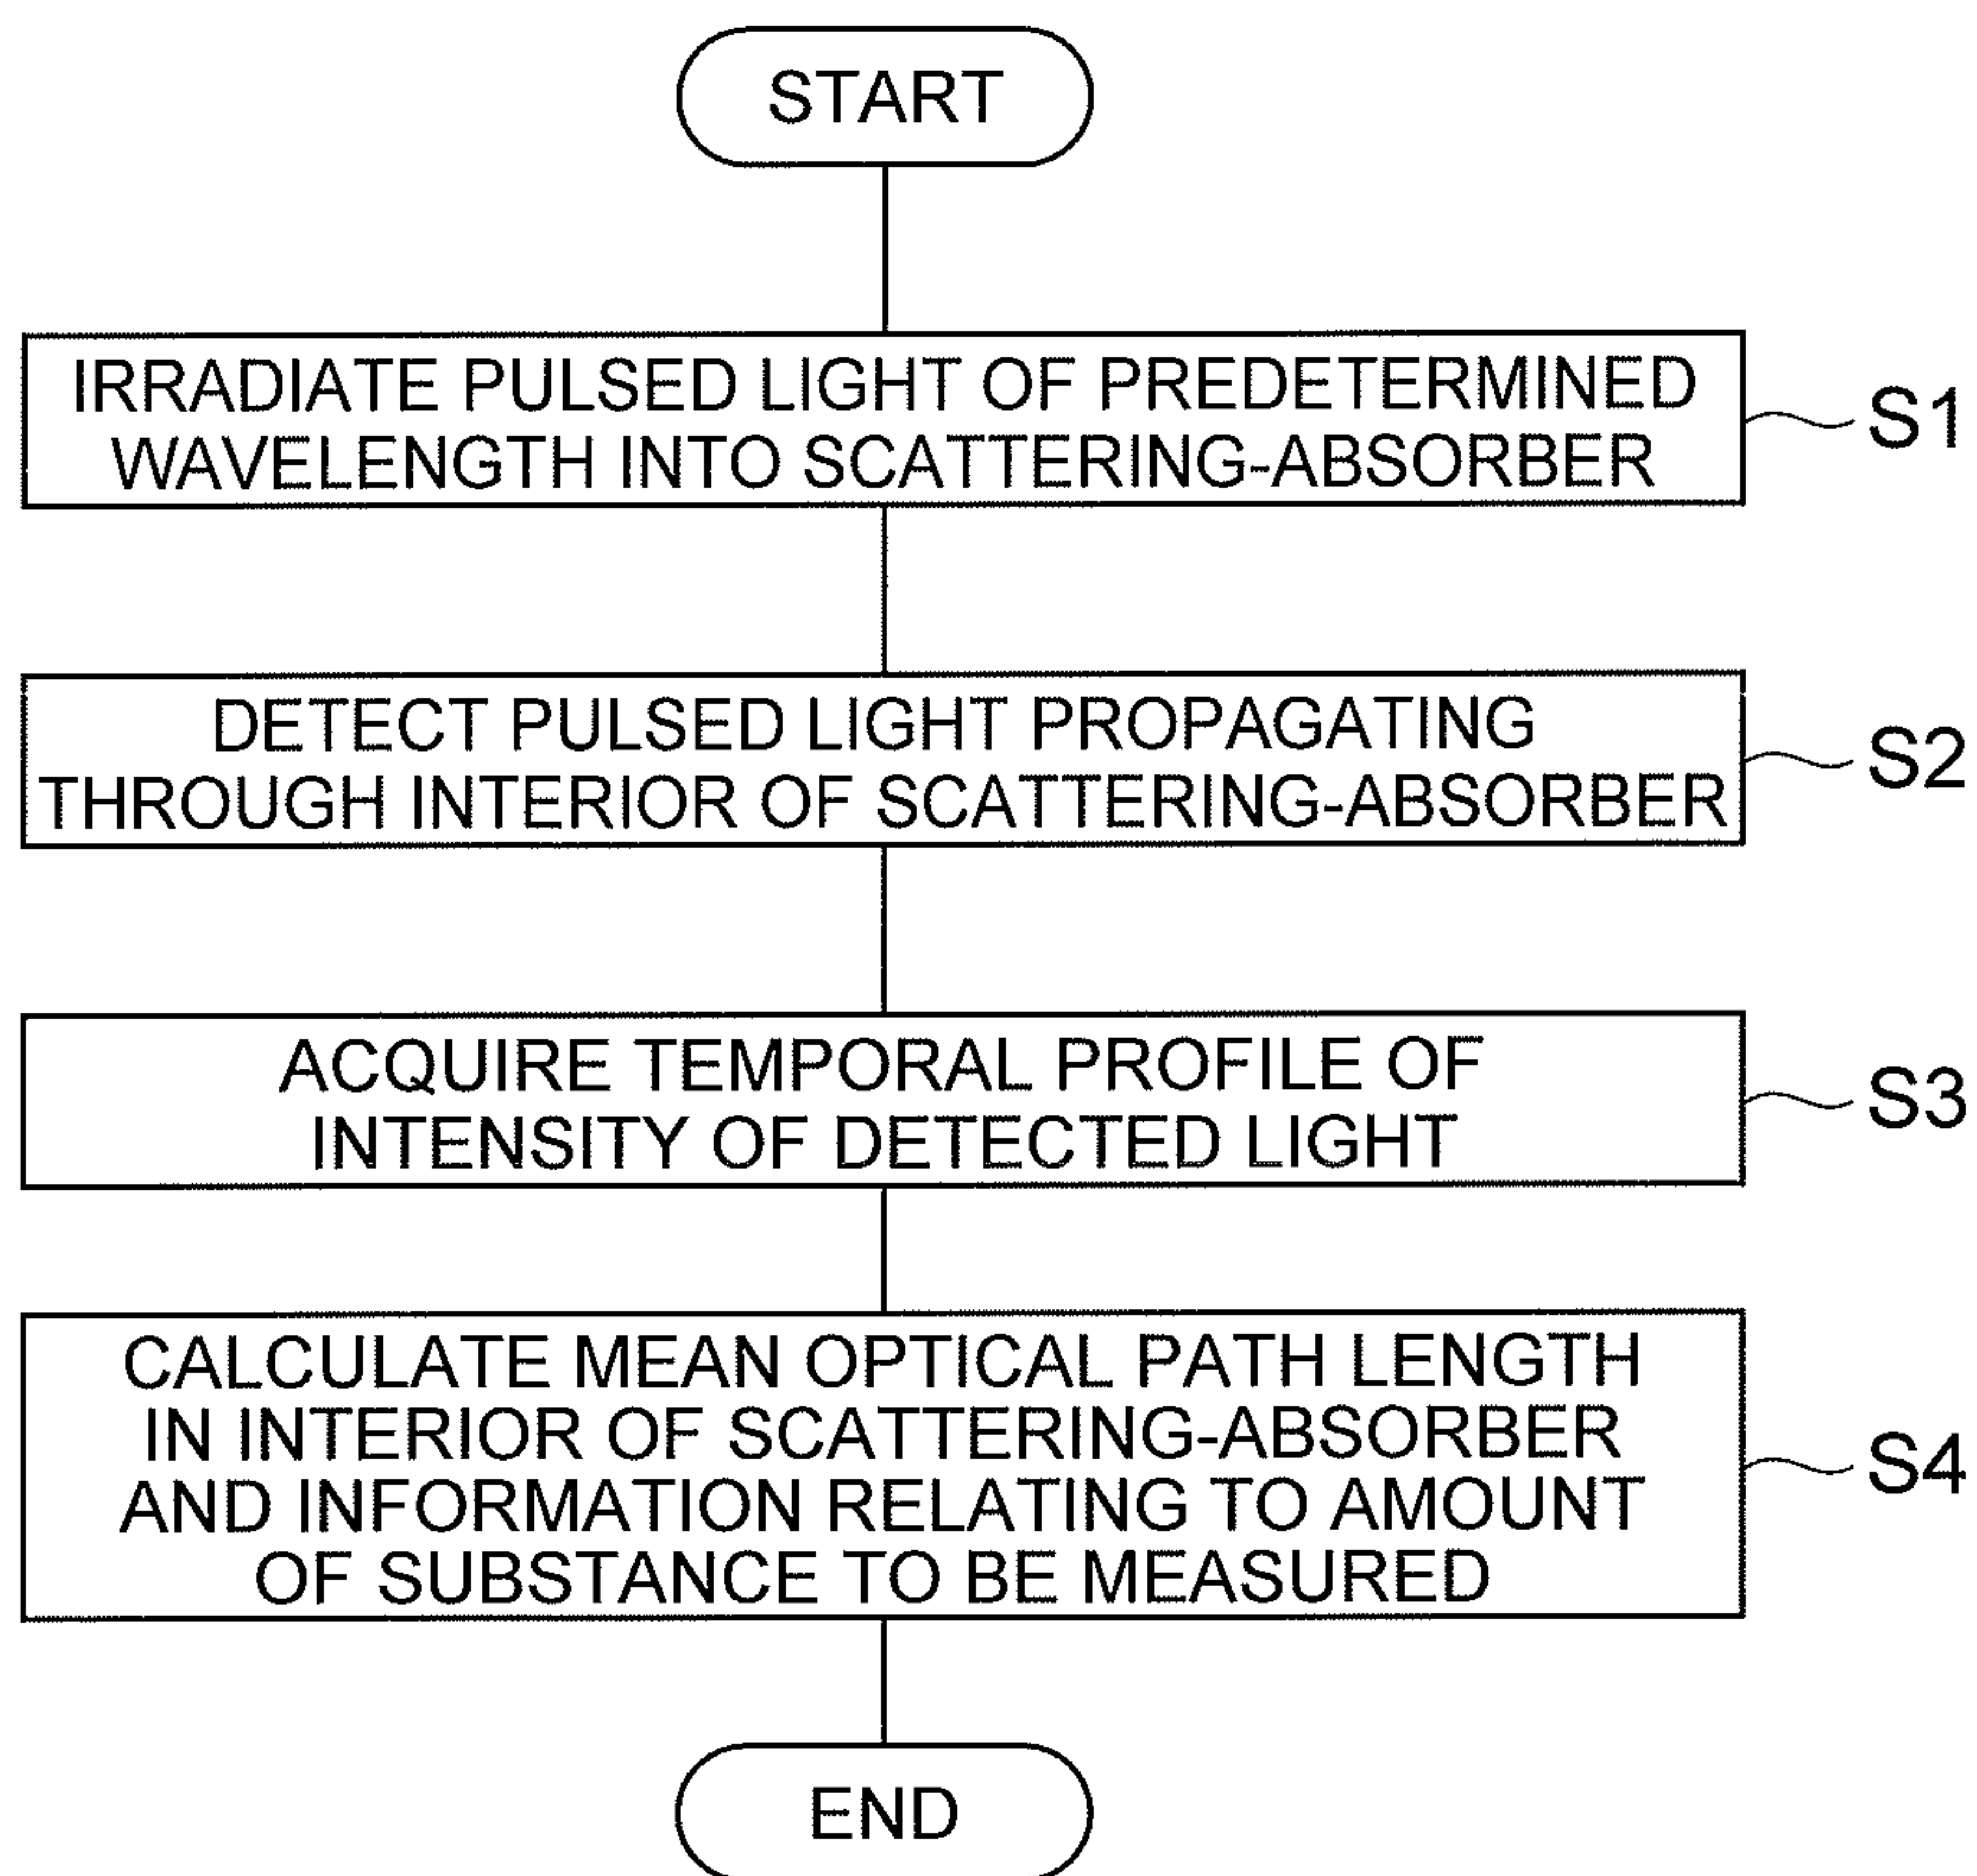 START
IRRADIATE PULSED LIGHT OF PREDETERMINED
WAVELENGTH INTO SCATTERING-ABSORBER
S1
DETECT PULSED LIGHT PROPAGATING
THROUGH INTERIOR OF SCATTERING-ABSORBER
S2
ACQUIRE TEMPORAL PROFILE OF
INTENSITY OF DETECTED LIGHT
S3
CALCULATE MEAN OPTICAL PATH LENGTH
IN INTERIOR OF SCATTERING-ABSORBER
AND INFORMATION RELATING TO AMOUNT
OF SUBSTANCE TO BE MEASURED
S4
END